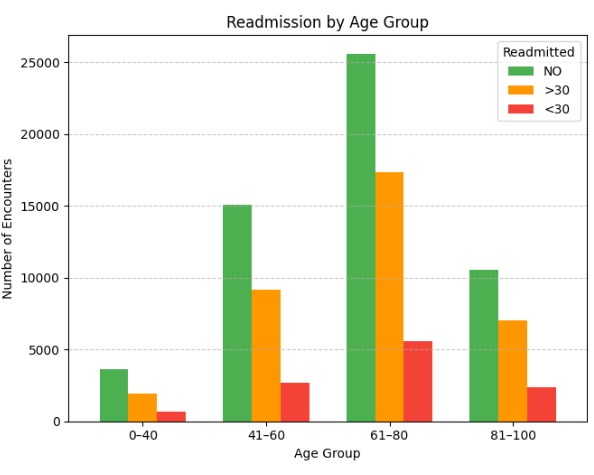 Readmission by Age Group
Readmitted
NO
>30
<30
Number of Encounters
25000
20000
15000
10000
5000
0
0–40
41–60
61–80
81–100
Age Group